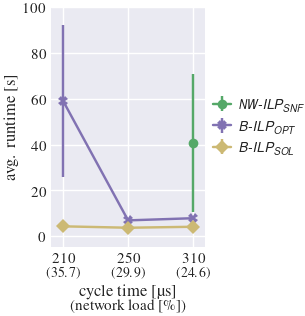 100
80
60
40
20
0
avg. runtime [s]
210 250 310
(35.7) (29.9) (24.6)
cycle time [µs]
(network load [%])
NW-ILP_SNF
B-ILP_OPT
B-ILP_SOL